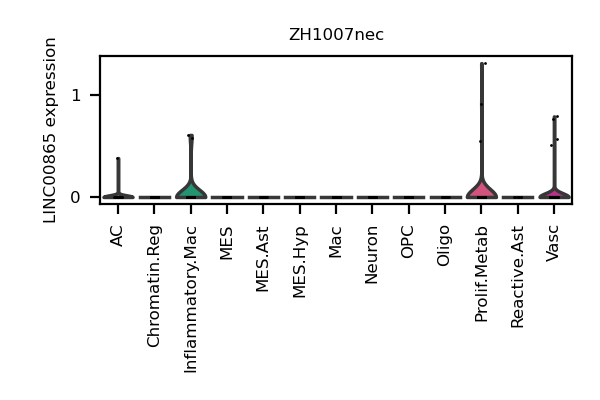 ZH1007nec
LINC00865 expression
1
0
AC
Chromatin.Reg
Inflammatory.Mac
MES
MES.Ast
MES.Hyp
Mac
Neuron
OPC
Oligo
Prolif.Metab
Reactive.Ast
Vasc